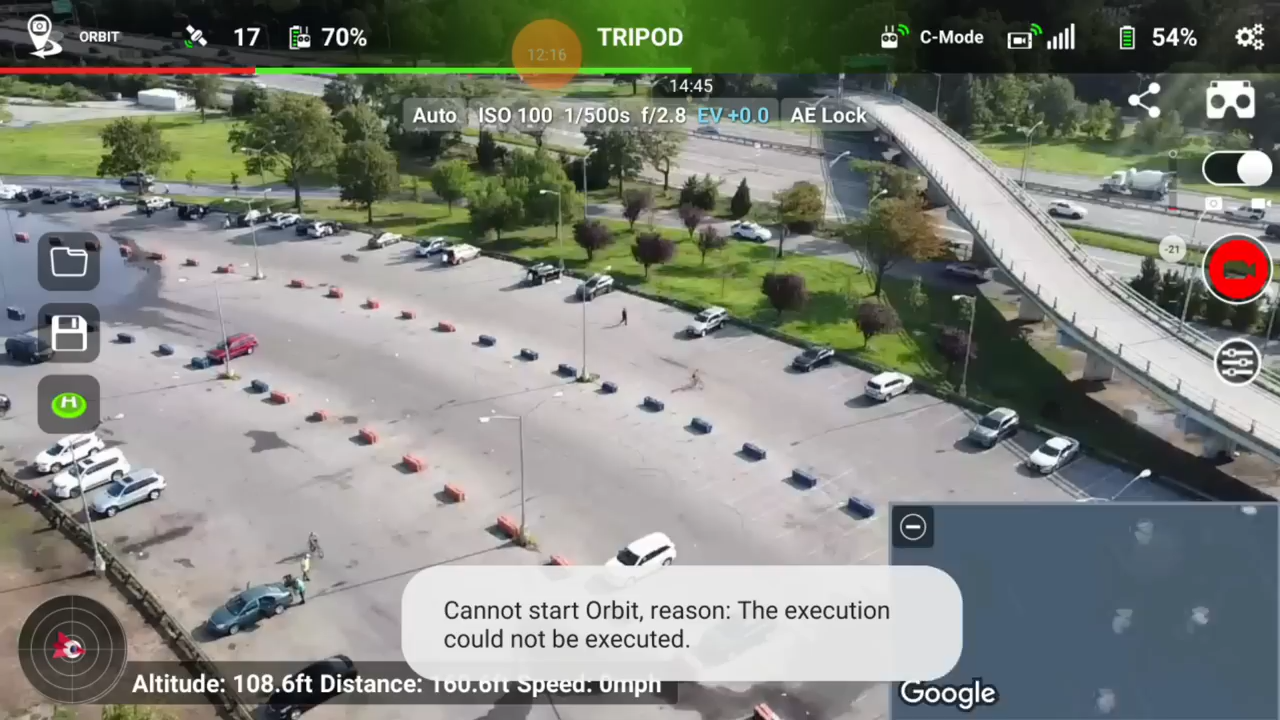 ORBIT
17
70%
12:16
TRIPOD
C-Mode
54%
14:45
Auto ISO 100 1/500s f/2.8 EV +0.0 AE Lock
-21
H
Cannot start Orbit, reason: The execution
could not be executed.
Altitude: 108.6ft Distance: 160.6ft Speed: 0mph
Google